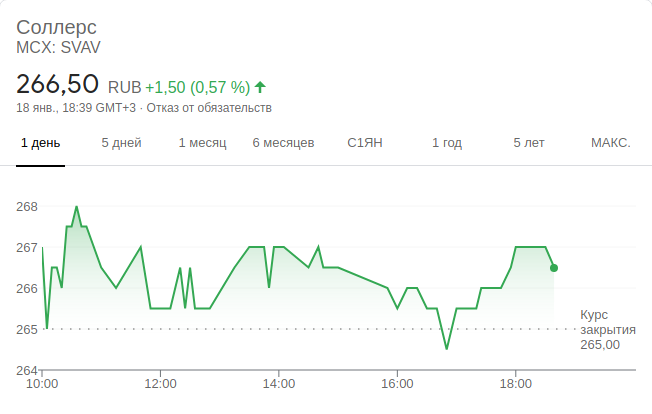 Соллерс
MCX: SVAV
266,50 RUB +1,50 (0,57 %)
18 янв., 18:39 GMT+3 · Отказ от обязательств
1 день 5 дней 1 месяц 6 месяцев С1ЯН 1 год 5 лет МАКС.
268
267
266
265
264
Курс
закрытия
265,00
10:00 12:00 14:00 16:00 18:00